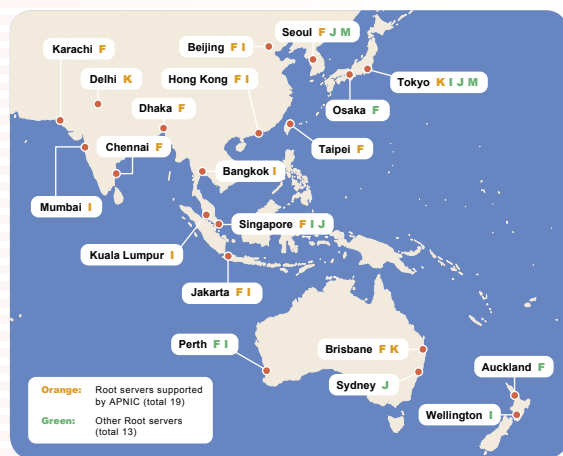 Seoul F J M
Karachi F
Beijing F I
Delhi K
Hong Kong F I
Tokyo K I J M
Dhaka F
Osaka F
Chennai F
Taipei F
Bangkok I
Mumbai I
Singapore F I J
Kuala Lumpur I
Jakarta F I
Perth F I
Brisbane F K
Auckland F
Sydney J
Wellington I
Orange: Root servers supported
by APNIC (total 19)
Green: Other Root servers
(total 13)